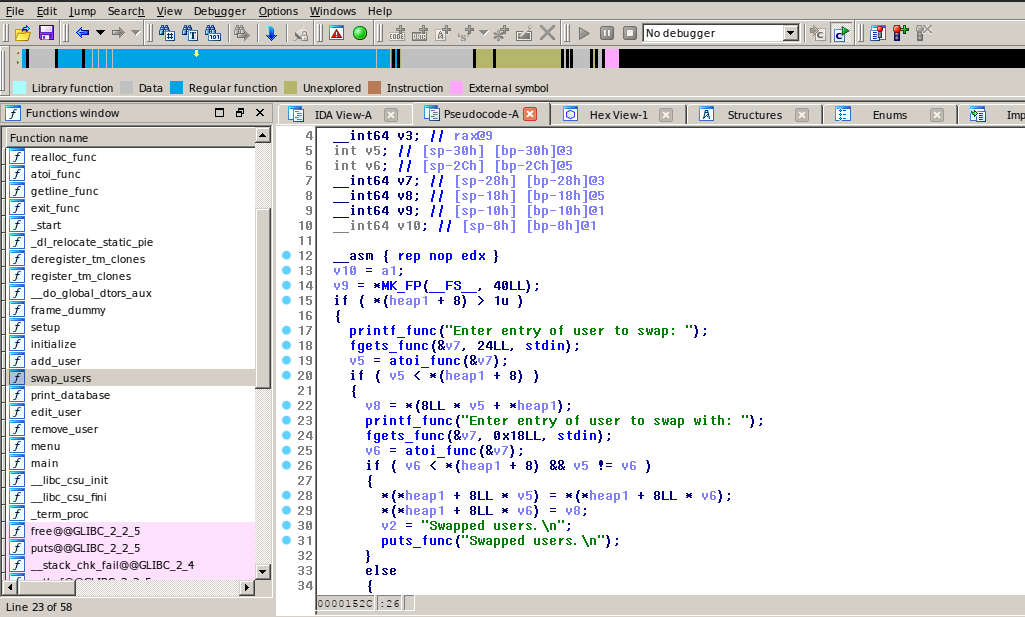 File Edit Jump Search View Debugger Options Windows Help
No debugger
Library function Data Regular function Unexplored Instruction External symbol
Functions window
IDA View-A Pseudocode-A Hex View-1 Structures Enums Imp
Function name
realloc_func
atoi_func
getline_func
exit_func
_start
_dl_relocate_static_pie
deregister_tm_clones
register_tm_clones
__do_global_dtors_aux
frame_dummy
setup
initialize
add_user
swap_users
print_database
edit_user
remove_user
menu
main
__libc_csu_init
__libc_csu_fini
_term_proc
free@@GLIBC_2_2_5
puts@@GLIBC_2_2_5
__stack_chk_fail@@GLIBC_2_4
Line 23 of 58
4 __int64 v3; // rax@9
5 int v5; // [sp-30h] [bp-30h]@3
6 int v6; // [sp-2Ch] [bp-2Ch]@5
7 __int64 v7; // [sp-28h] [bp-28h]@3
8 __int64 v8; // [sp-18h] [bp-18h]@5
9 __int64 v9; // [sp-10h] [bp-10h]@1
10 __int64 v10; // [sp-8h] [bp-8h]@1
11
12 __asm { rep nop edx }
13 v10 = a1;
14 v9 = *MK_FP(__FS__, 40LL);
15 if ( *(heap1 + 8) > 1u )
16 {
17 printf_func("Enter entry of user to swap: ");
18 fgets_func(&v7, 24LL, stdin);
19 v5 = atoi_func(&v7);
20 if ( v5 < *(heap1 + 8) )
21 {
22 v8 = *(8LL * v5 + *heap1);
23 printf_func("Enter entry of user to swap with: ");
24 fgets_func(&v7, 0x18LL, stdin);
25 v6 = atoi_func(&v7);
26 if ( v6 < *(heap1 + 8) && v5 != v6 )
27 {
28 *(*heap1 + 8LL * v5) = *(*heap1 + 8LL * v6);
29 *(*heap1 + 8LL * v6) = v8;
30 v2 = "Swapped users.\n";
31 puts_func("Swapped users.\n");
32 }
33 else
34 {
0000152C :26